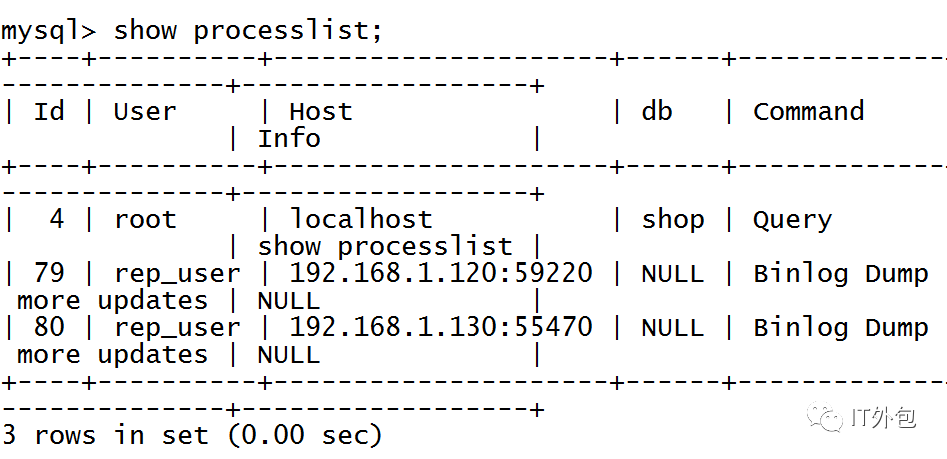 mysql> show processlist;
+----+----------+---------------------+------+-------------
--------------+------------------+
| Id | User     | Host                | db   | Command
              | Info             |
+----+----------+---------------------+------+-------------
--------------+------------------+
|  4 | root     | localhost           | shop | Query
              | show processlist |
| 79 | rep_user | 192.168.1.120:59220 | NULL | Binlog Dump
 more updates | NULL             |
| 80 | rep_user | 192.168.1.130:55470 | NULL | Binlog Dump
 more updates | NULL             |
+----+----------+---------------------+------+-------------
--------------+------------------+
3 rows in set (0.00 sec)
IT外包